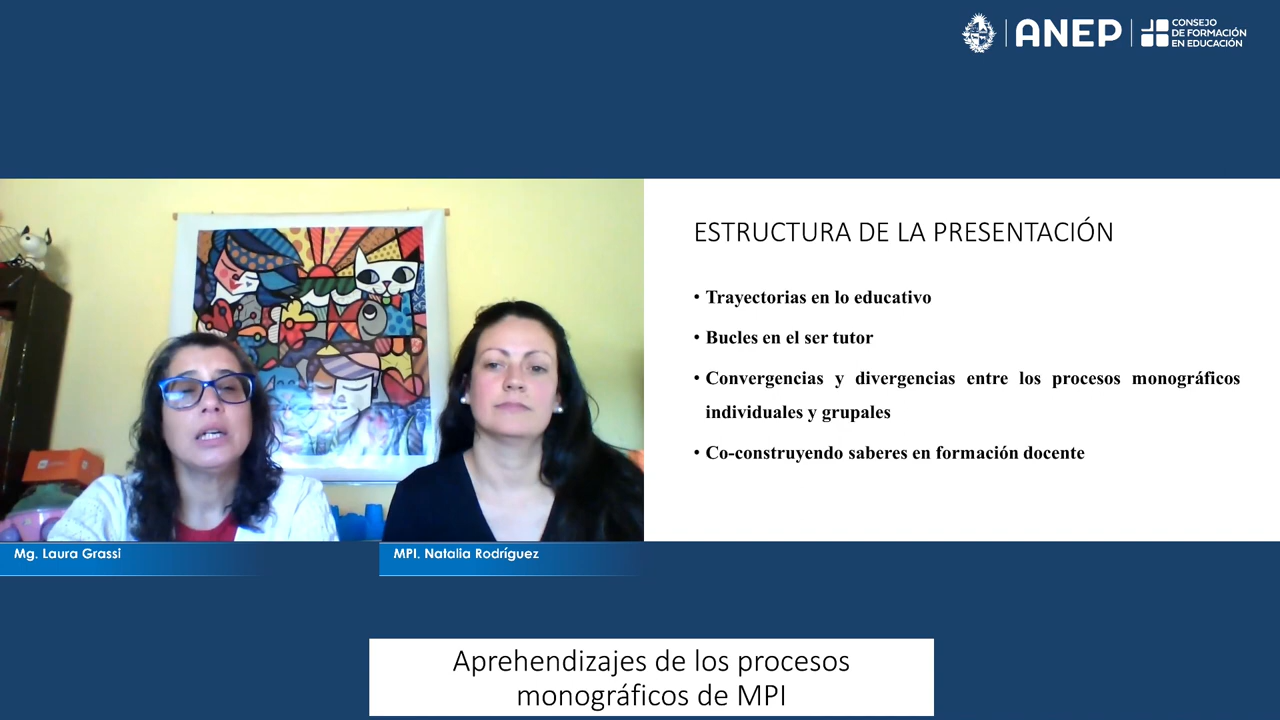 ANEP
CONSEJO
DE FORMACIÓN
EN EDUCACIÓN
ESTRUCTURA DE LA PRESENTACIÓN
• Trayectorias en lo educativo
• Bucles en el ser tutor
• Convergencias y divergencias entre los procesos monográficos
individuales y grupales
• Co-construyendo saberes en formación docente
Mg. Laura Grassi
MPI. Natalia Rodríguez
Aprehendizajes de los procesos
monográficos de MPI